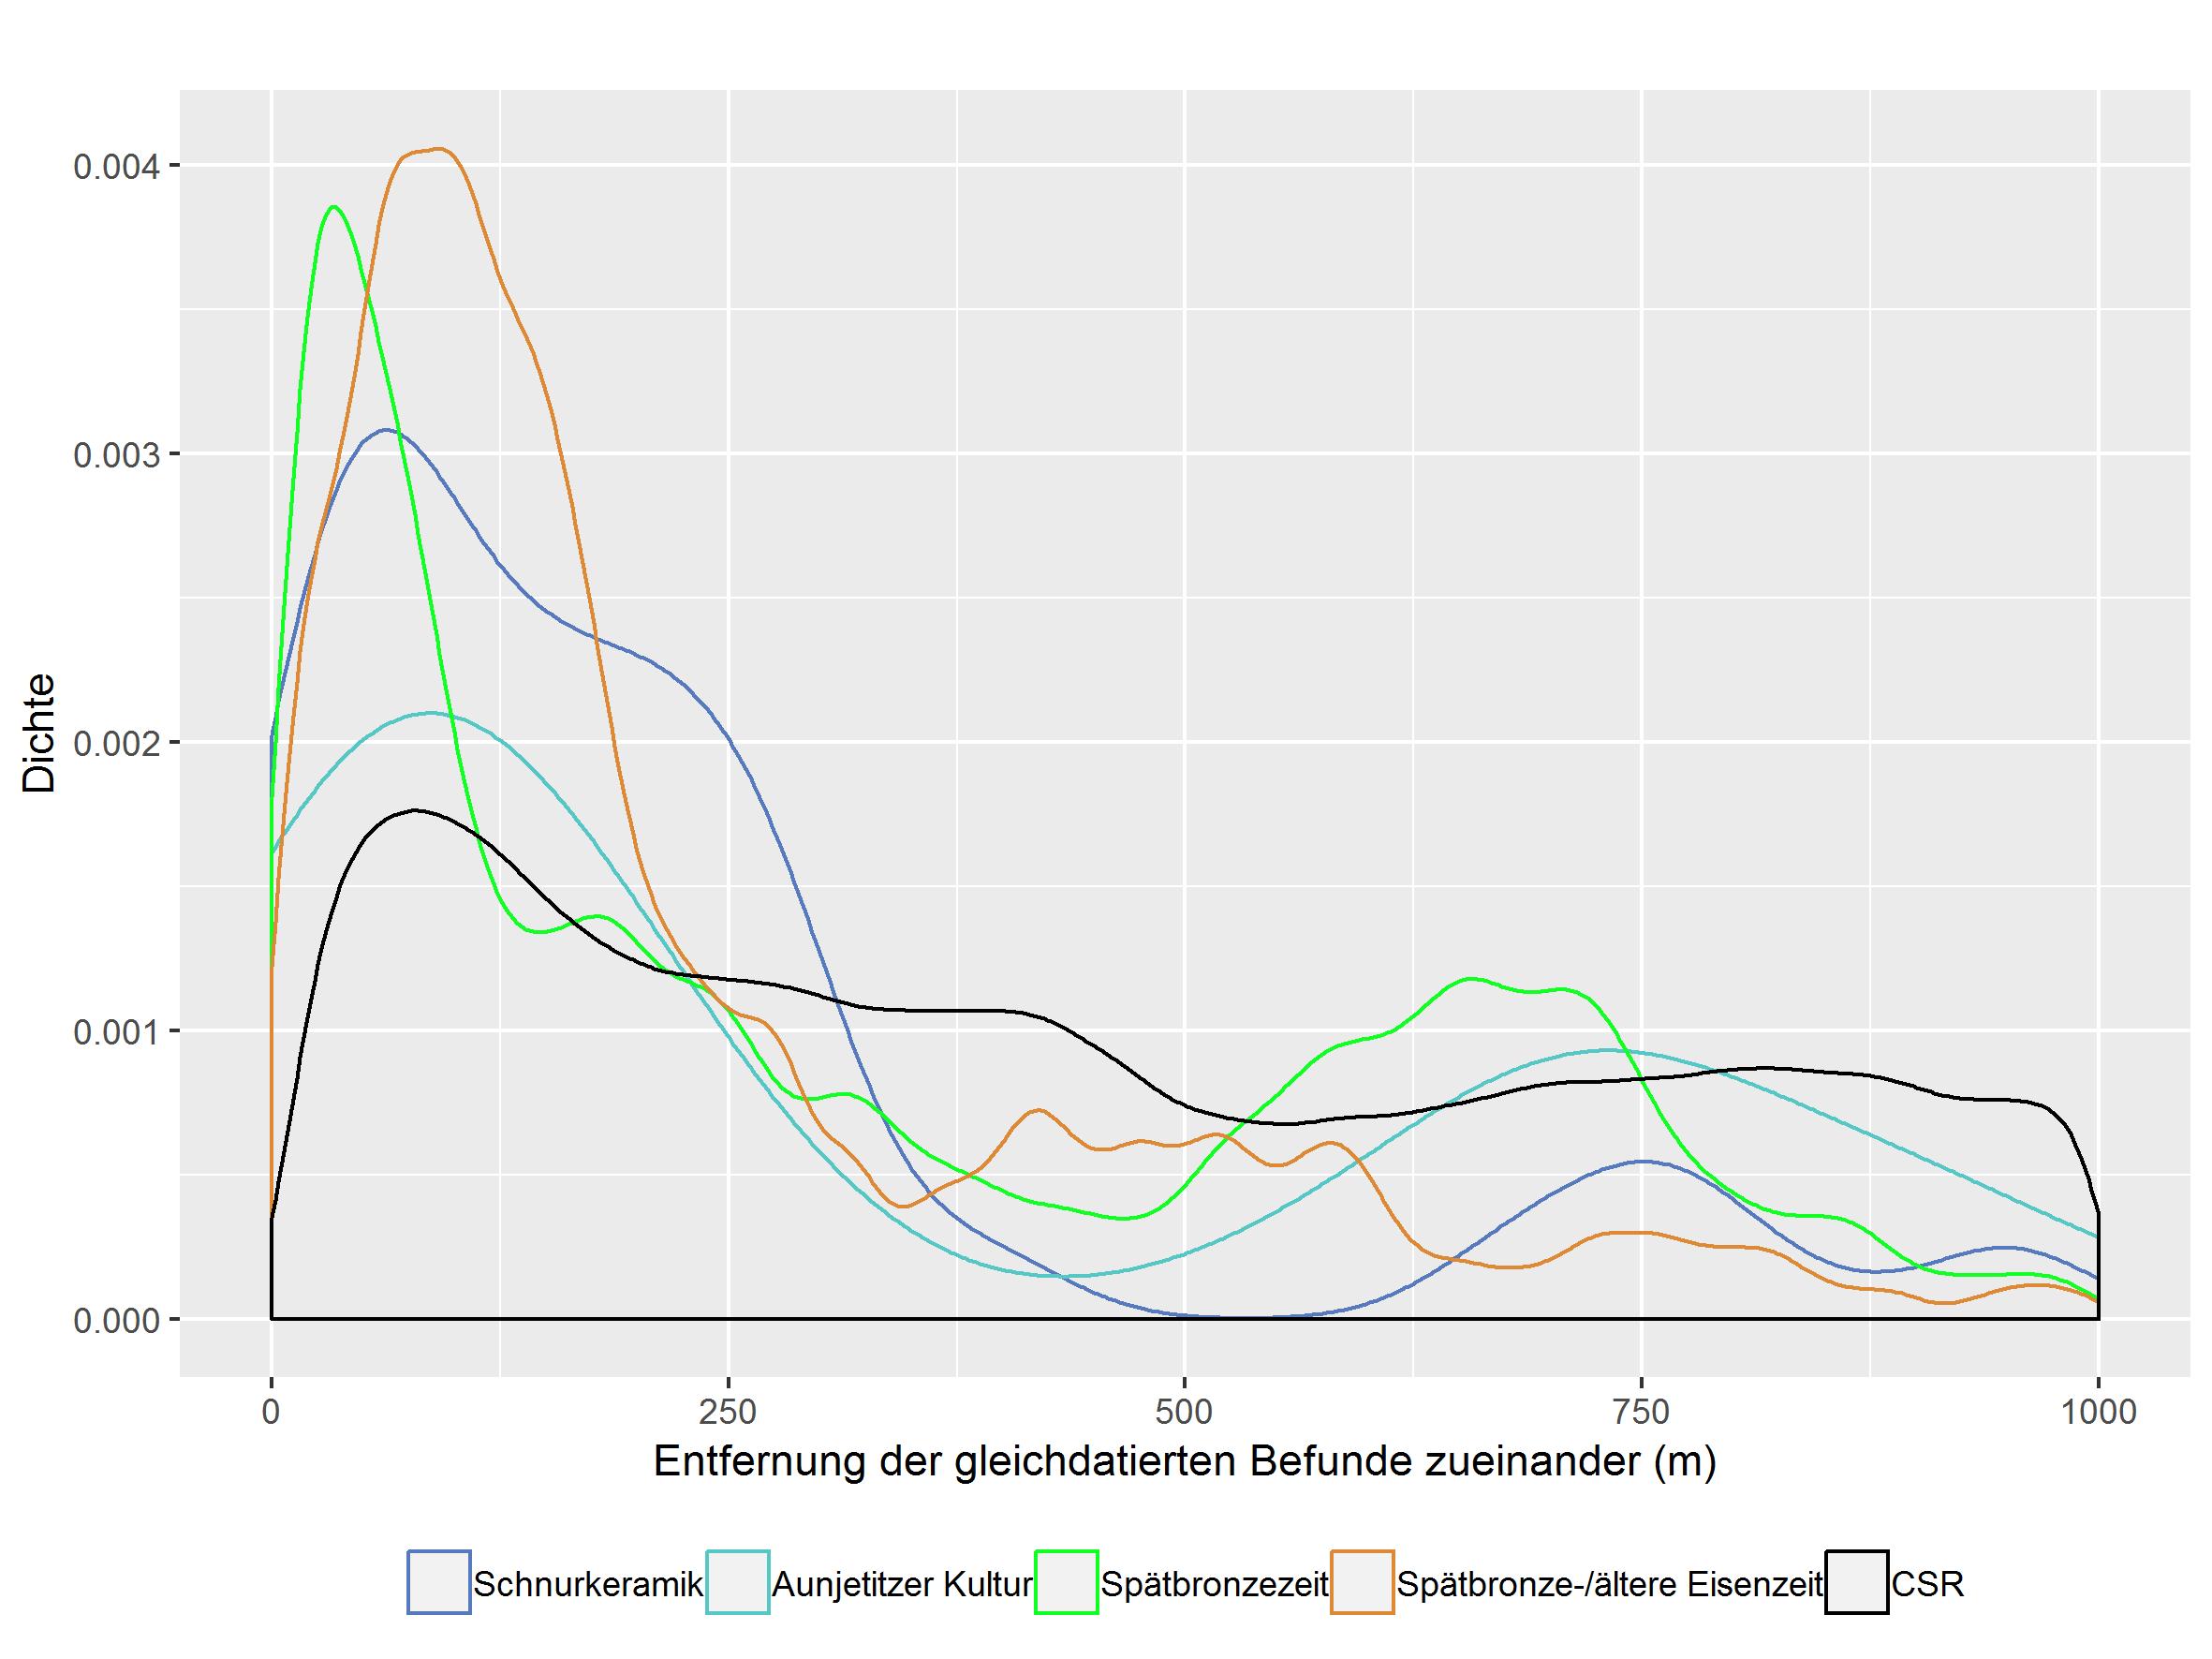 Dichte
0.004
0.003
0.002
0.001
0.000
0 250 500 750 1000
Entfernung der gleichdatierten Befunde zueinander (m)
Schnurkeramik Aunjetitzer Kultur Spätbronzezeit Spätbronze-/ältere Eisenzeit CSR